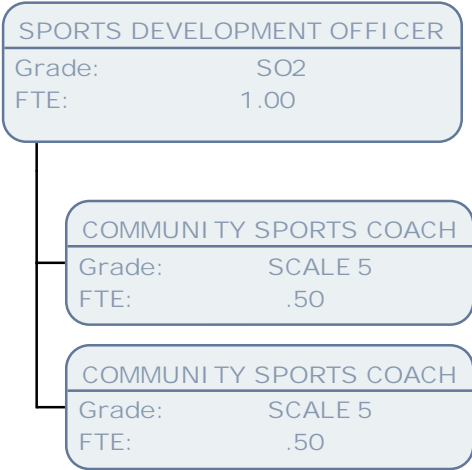 SPORTS DEVELOPMENT OFFICER
Grade: SO2
FTE: 1.00
COMMUNITY SPORTS COACH
Grade: SCALE 5
FTE: .50
COMMUNITY SPORTS COACH
Grade: SCALE 5
FTE: .50